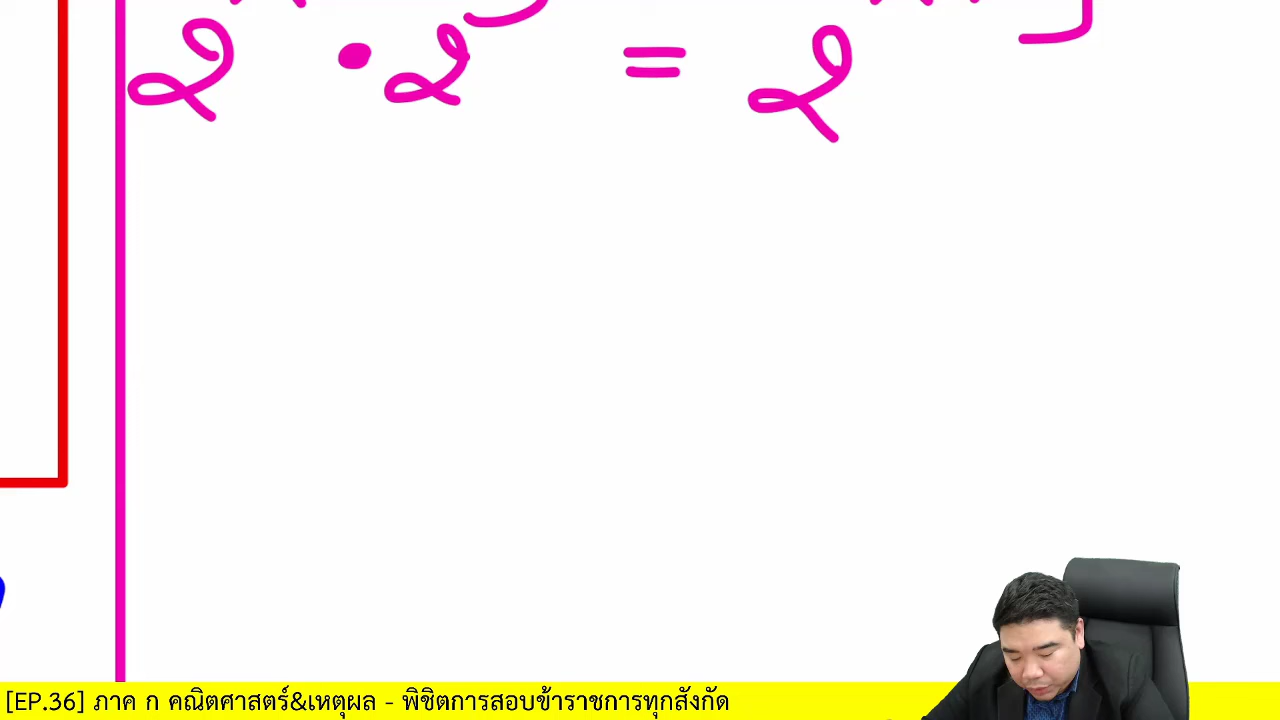 2 • 2 = 2
[EP.36] ภาค ก คณิตศาสตร์&เหตุผล - พิชิตการสอบข้าราชการทุกสังกัด